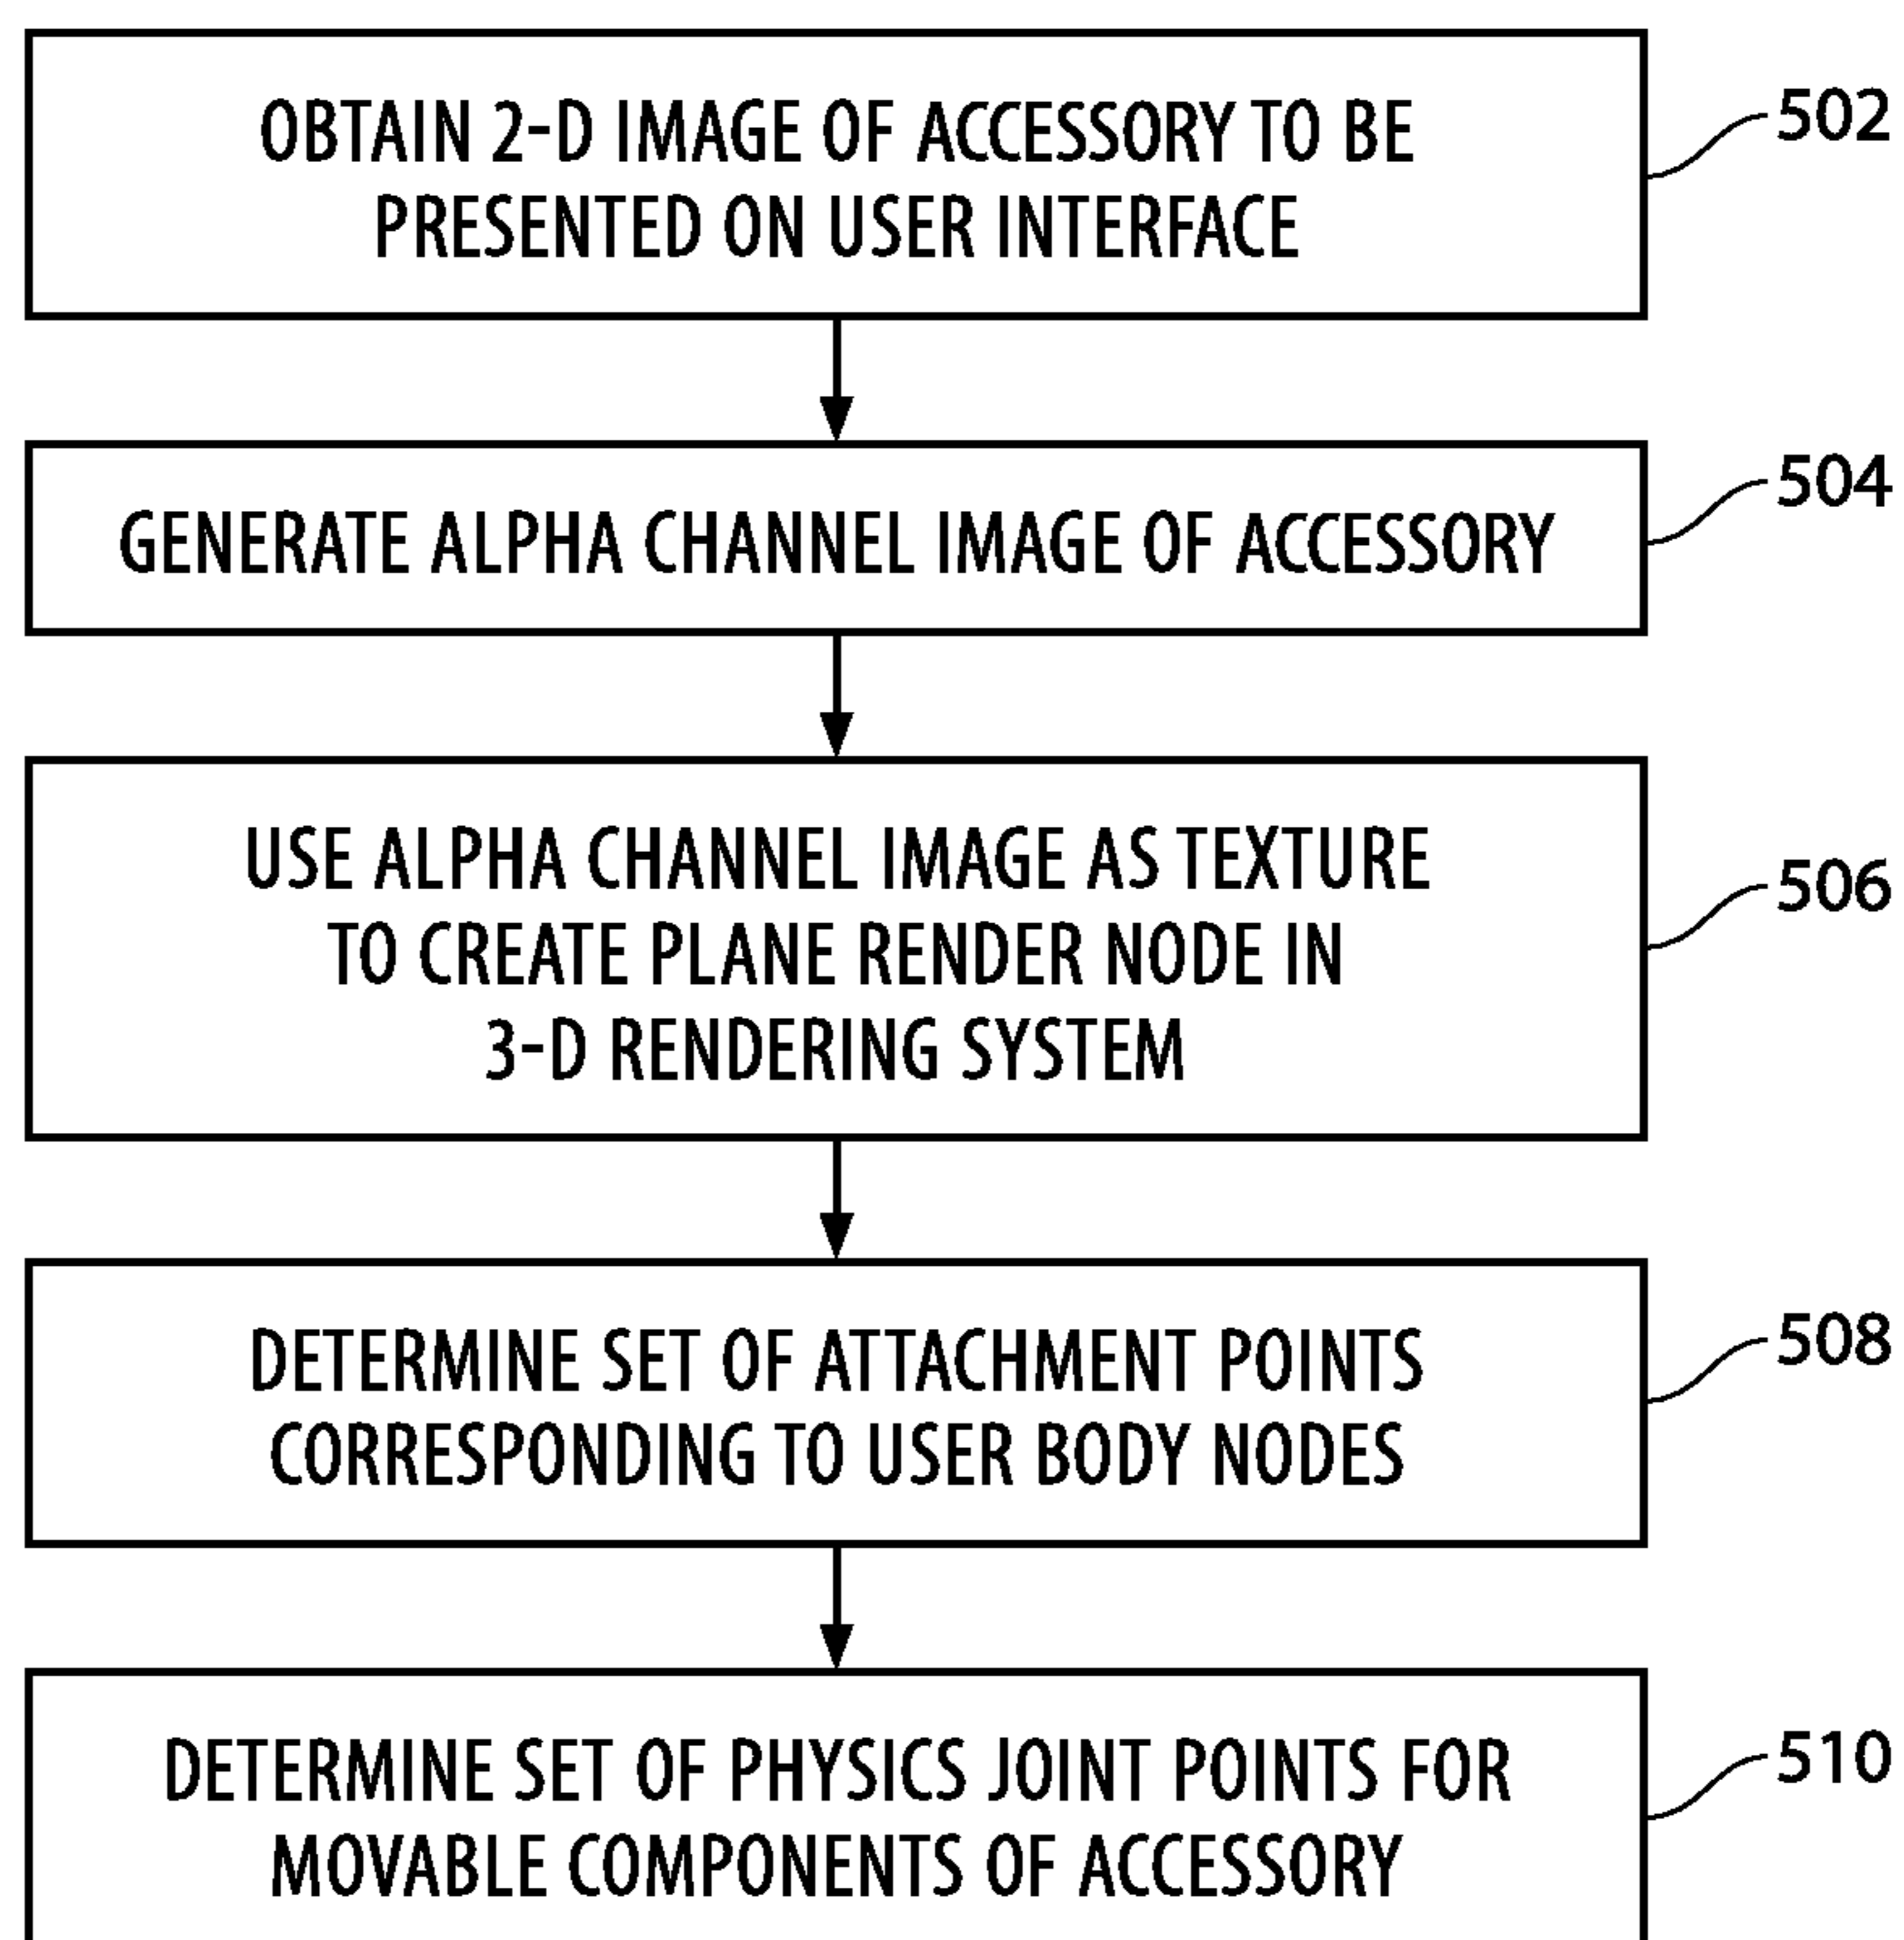 OBTAIN 2-D IMAGE OF ACCESSORY TO BE
PRESENTED ON USER INTERFACE
502
GENERATE ALPHA CHANNEL IMAGE OF ACCESSORY
504
USE ALPHA CHANNEL IMAGE AS TEXTURE
TO CREATE PLANE RENDER NODE IN
3-D RENDERING SYSTEM
506
DETERMINE SET OF ATTACHMENT POINTS
CORRESPONDING TO USER BODY NODES
508
DETERMINE SET OF PHYSICS JOINT POINTS FOR
MOVABLE COMPONENTS OF ACCESSORY
510